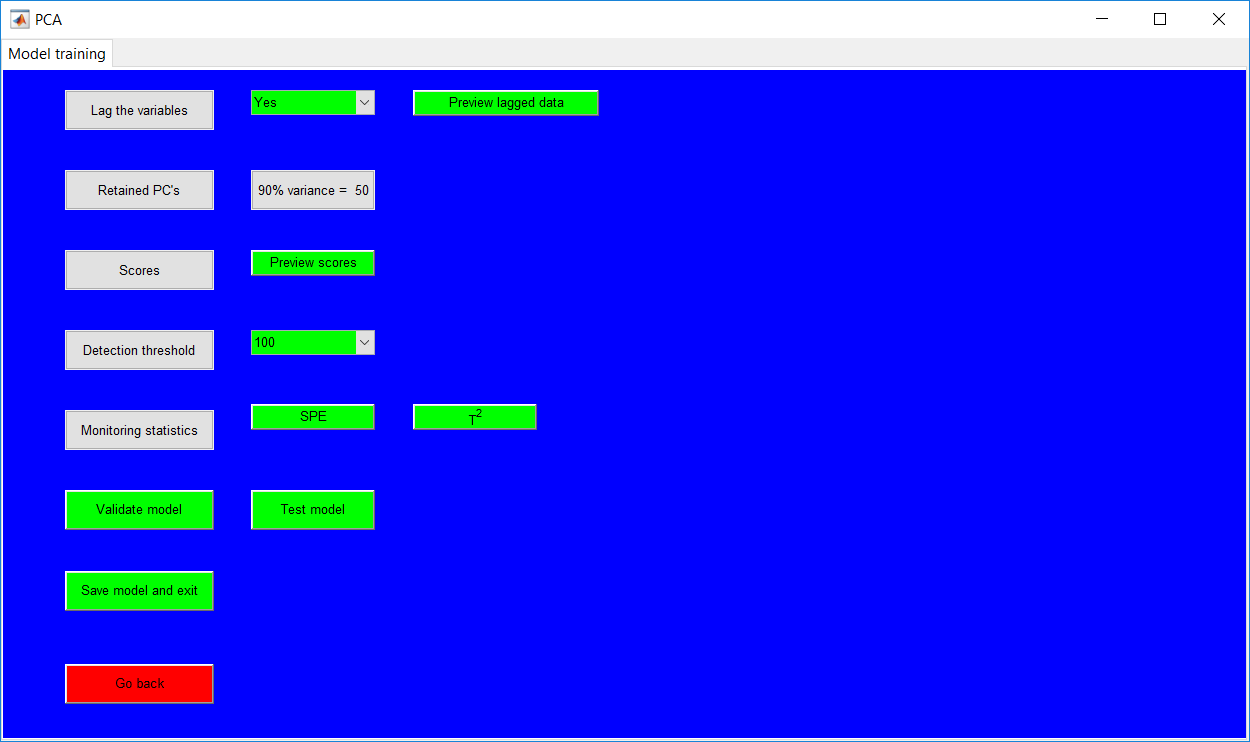 PCA
Model training
Lag the variables
Yes
Preview lagged data
Retained PC's
90% variance =  50
Scores
Preview scores
Detection threshold
100
Monitoring statistics
SPE
T²
Validate model
Test model
Save model and exit
Go back